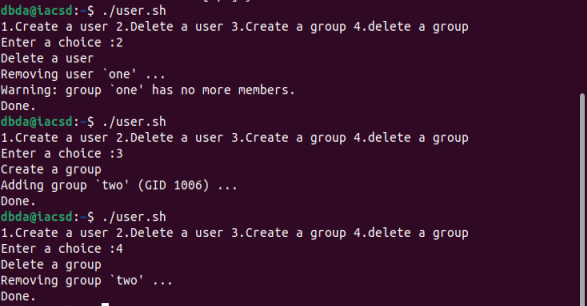 dbda@iacsd:~$ ./user.sh
1.Create a user 2.Delete a user 3.Create a group 4.delete a group
Enter a choice :2
Delete a user
Removing user `one' ...
Warning: group `one' has no more members.
Done.
dbda@iacsd:~$ ./user.sh
1.Create a user 2.Delete a user 3.Create a group 4.delete a group
Enter a choice :3
Create a group
Adding group `two' (GID 1006) ...
Done.
dbda@iacsd:~$ ./user.sh
1.Create a user 2.Delete a user 3.Create a group 4.delete a group
Enter a choice :4
Delete a group
Removing group `two' ...
Done.